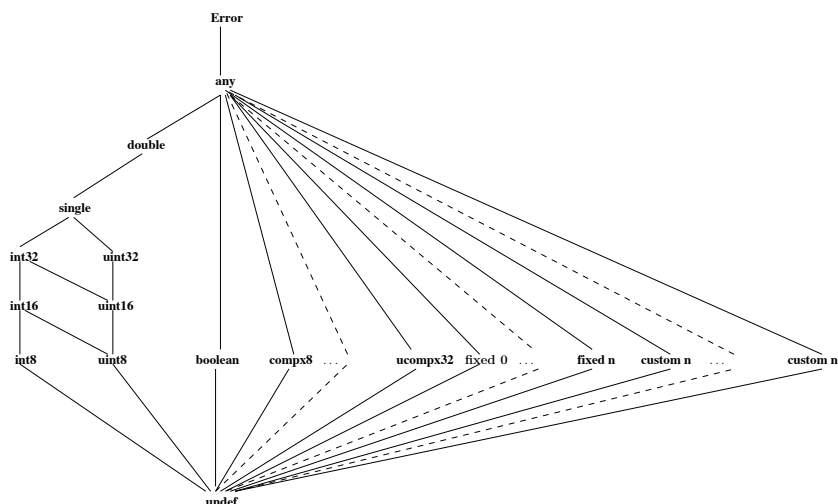 Error
any
double
single
int32 uint32
int16 uint16
int8 uint8 boolean compx8 ... ucompx32 fixed 0 ... fixed n custom n ... custom n
undef